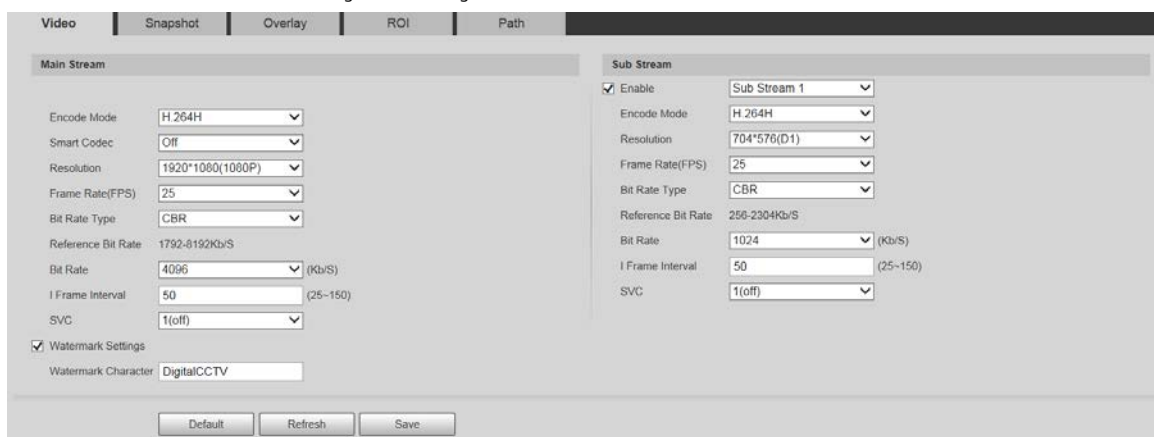 Video
Snapshot
Overlay
ROI
Path
Main Stream
Encode Mode
H.264H
Smart Codec
Off
Resolution
1920*1080(1080P)
Frame Rate(FPS)
25
Bit Rate Type
CBR
Reference Bit Rate
1792-8192Kb/S
Bit Rate
4096
(Kb/S)
I Frame Interval
50
(25~150)
SVC
1(off)
Watermark Settings
Watermark Character
DigitalCCTV
Sub Stream
Enable
Sub Stream 1
Encode Mode
H.264H
Resolution
704*576(D1)
Frame Rate(FPS)
25
Bit Rate Type
CBR
Reference Bit Rate
256-2304Kb/S
Bit Rate
1024
(Kb/S)
I Frame Interval
50
(25~150)
SVC
1(off)
Default
Refresh
Save